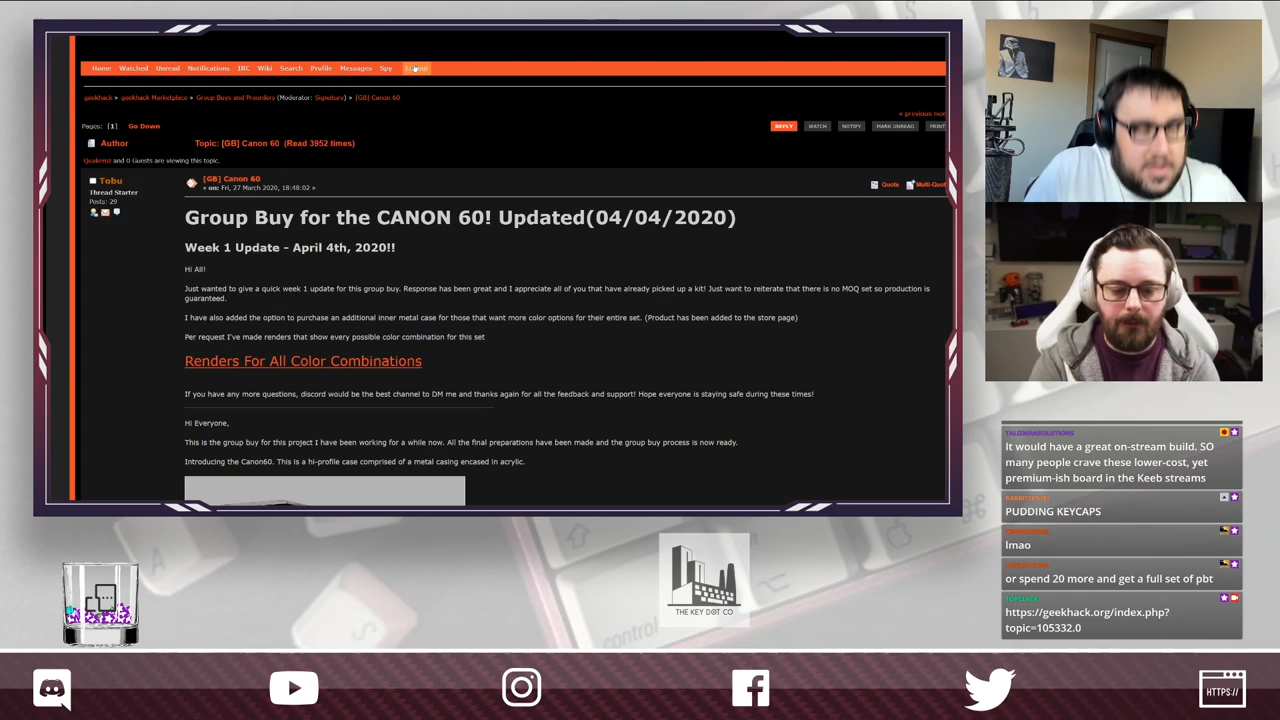 Home Watched Unread Notifications IRC Wiki Search Profile Messages Spy
geekhack » geekhack Marketplace » Group Buys and Preorders (Moderator: Signature) » [GB] Canon 60
« previous nex
Pages: [1] Go Down
REPLY WATCH NOTIFY MARK UNREAD PRINT
Author Topic: [GB] Canon 60 (Read 3952 times)
Quakemz and 0 Guests are viewing this topic.
Tobu
Thread Starter
Posts: 29
[GB] Canon 60
« on: Fri, 27 March 2020, 18:48:02 »
Quote Multi-Quot
Group Buy for the CANON 60! Updated(04/04/2020)
Week 1 Update - April 4th, 2020!!
Hi All!
Just wanted to give a quick week 1 update for this group buy. Response has been great and I appreciate all of you that have already picked up a kit! Just want to reiterate that there is no MOQ set so production is
guaranteed.
I have also added the option to purchase an additional inner metal case for those that want more color options for their entire set. (Product has been added to the store page)
Per request I've made renders that show every possible color combination for this set
Renders For All Color Combinations
If you have any more questions, discord would be the best channel to DM me and thanks again for all the feedback and support! Hope everyone is staying safe during these times!
Hi Everyone,
This is the group buy for this project I have been working for a while now. All the final preparations have been made and the group buy process is now ready.
Introducing the Canon60. This is a hi-profile case comprised of a metal casing encased in acrylic.
It would have a great on-stream build. SO
many people crave these lower-cost, yet
premium-ish board in the Keeb streams
PUDDING KEYCAPS
lmao
or spend 20 more and get a full set of pbt
https://geekhack.org/index.php?
topic=105332.0
THE KEY DOT CO
control
HTTPS://